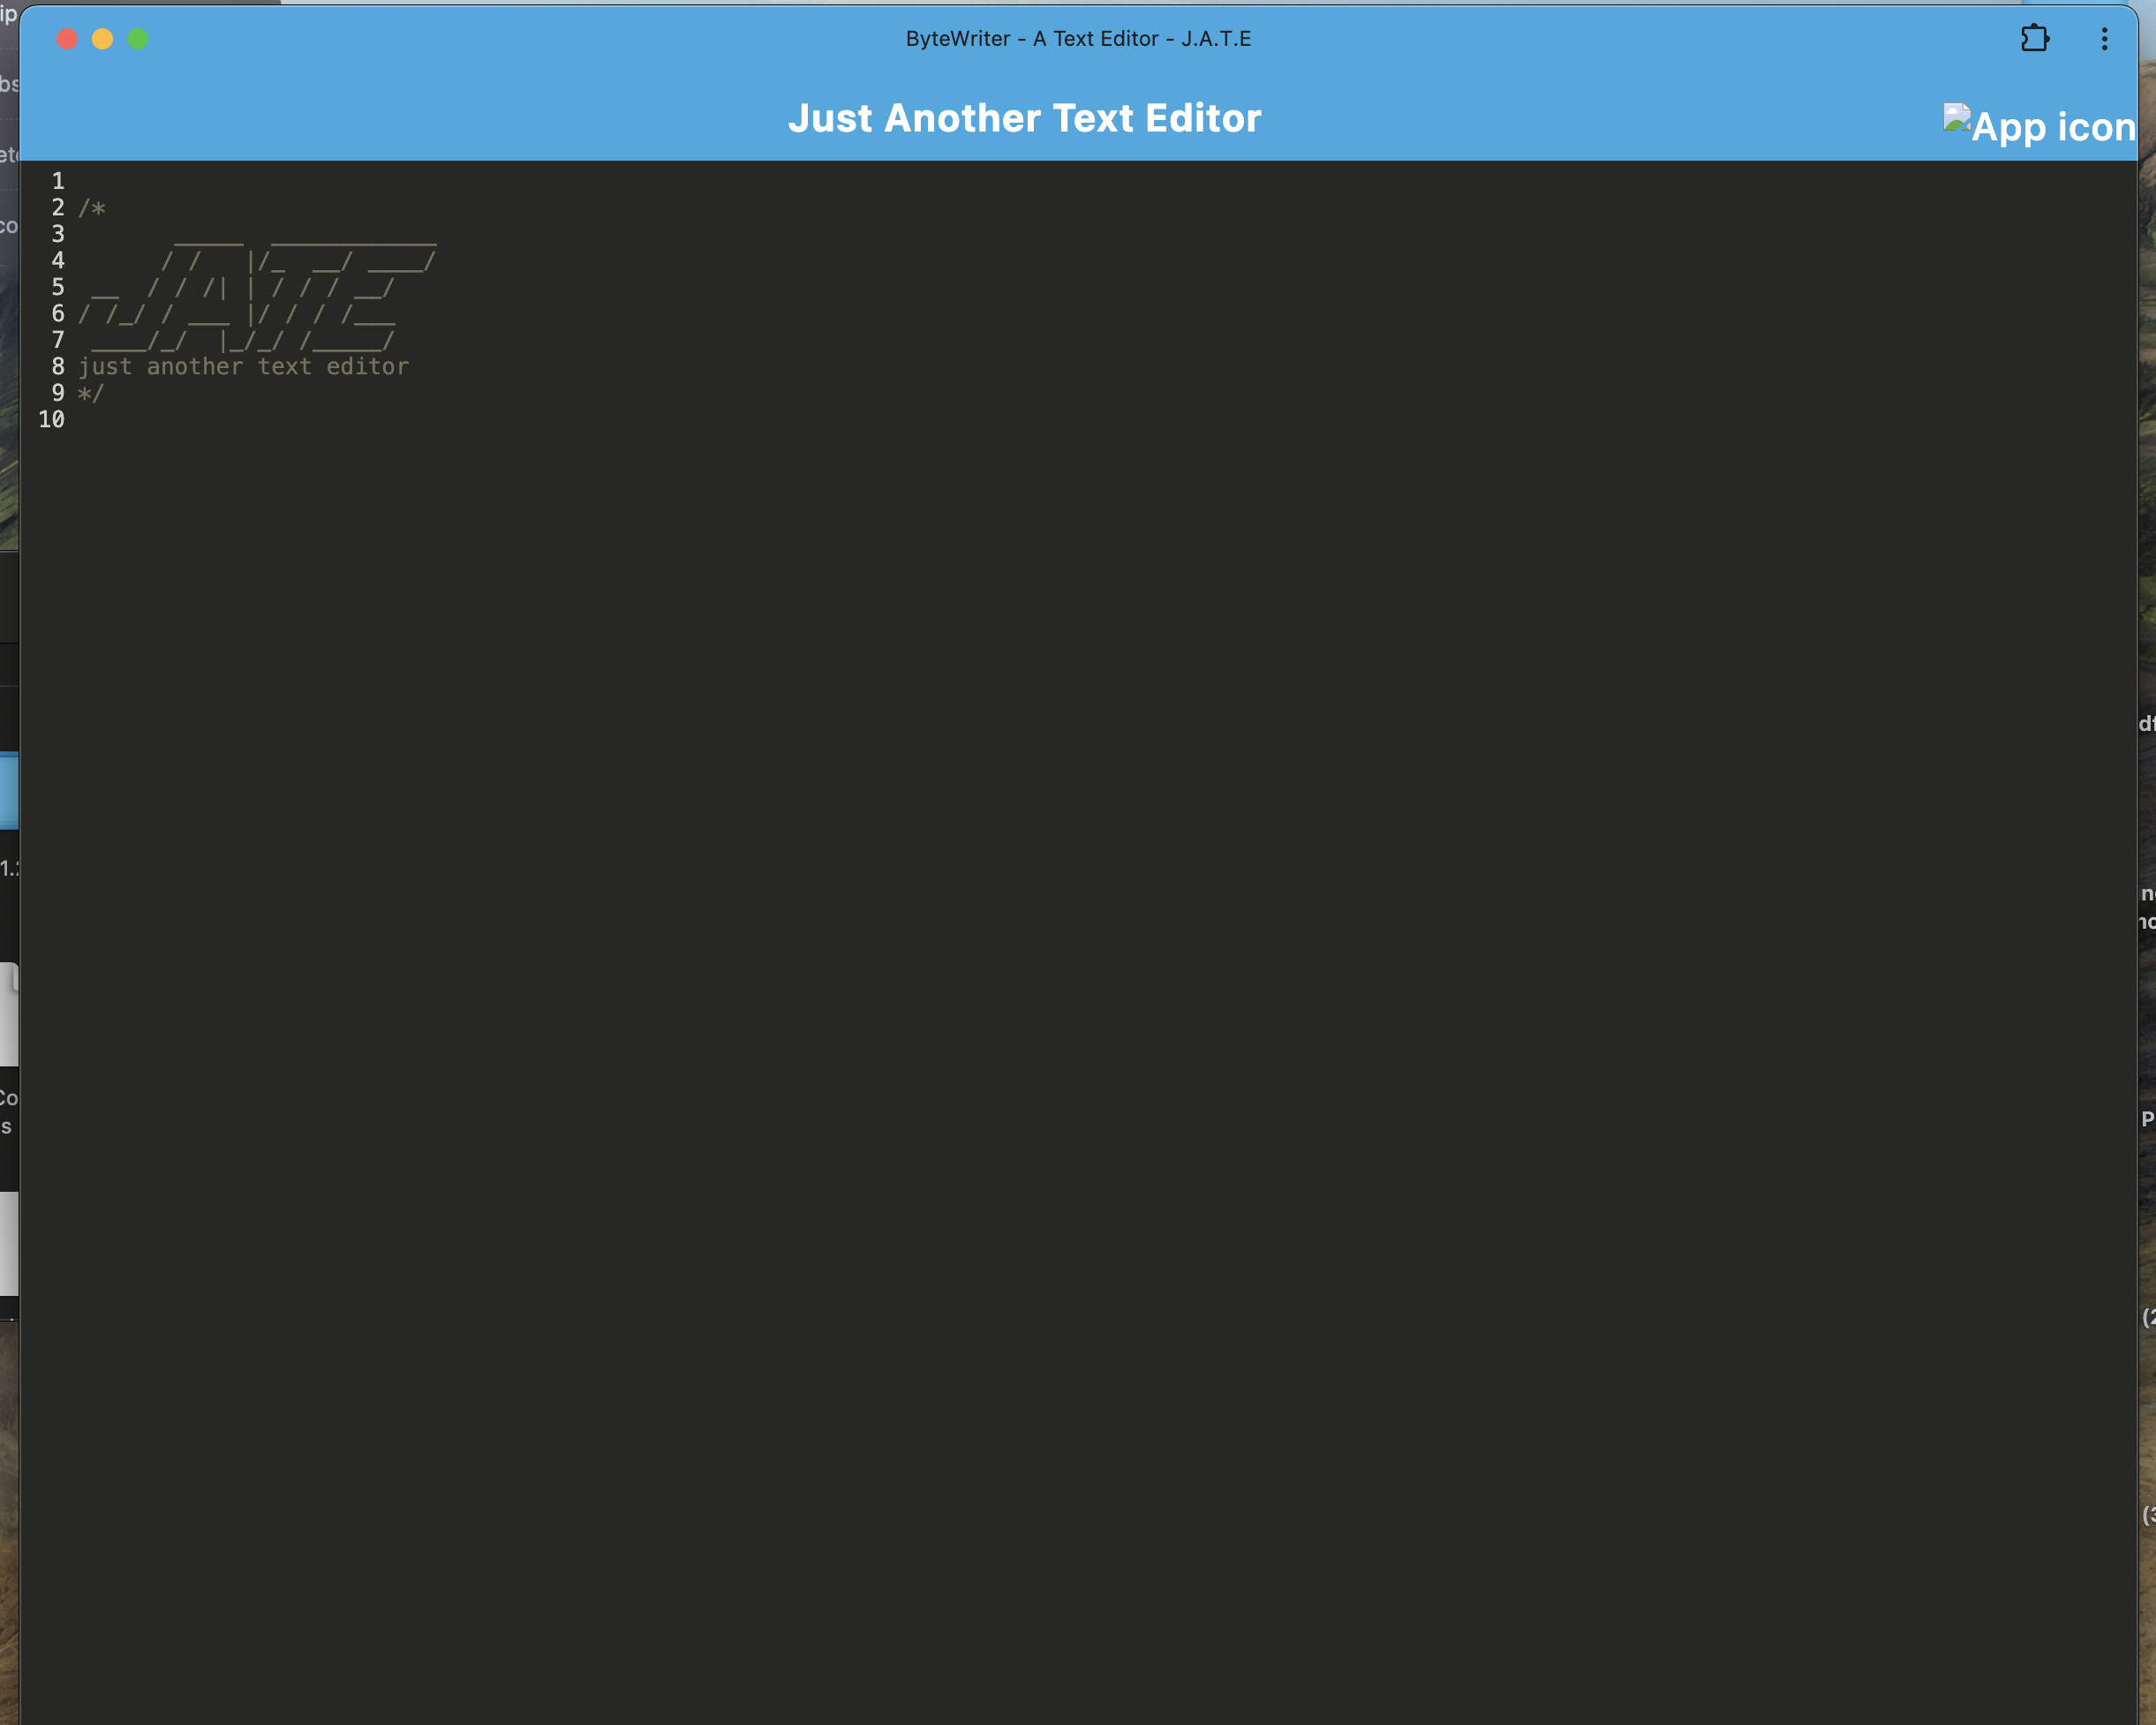 ByteWriter - A Text Editor - J.A.T.E
Just Another Text Editor
App icon
1
2 /*
3        _____  ____________
4       / /   |/_  __/ ____/
5  __  / / /| | / / / __/
6 / /_/ / ___ |/ / / /___
7  ____/_/  |_/_/ /_____/
8 just another text editor
9 */
10